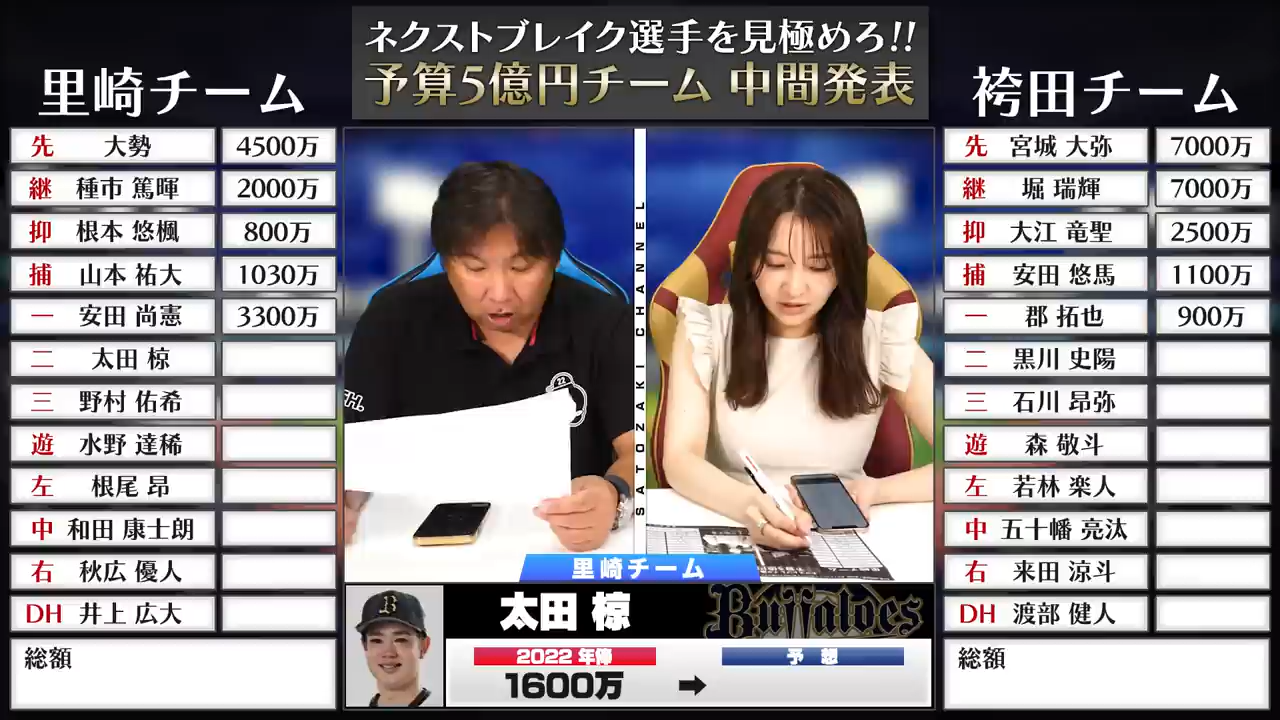 ネクストブレイク選手を見極めろ!!
予算5億円チーム 中間発表
里崎チーム
先 大勢 4500万
継 種市 篤暉 2000万
抑 根本 悠楓 800万
捕 山本 祐大 1030万
一 安田 尚憲 3300万
二 太田 椋
三 野村 佑希
遊 水野 達稀
左 根尾 昂
中 和田 康士朗
右 秋広 優人
DH 井上 広大
総額
袴田チーム
先 宮城 大弥 7000万
継 堀 瑞輝 7000万
抑 大江 竜聖 2500万
捕 安田 悠馬 1100万
一 郡 拓也 900万
二 黒川 史陽
三 石川 昂弥
遊 森 敬斗
左 若林 楽人
中 五十幡 亮汰
右 来田 涼斗
DH 渡部 健人
総額
SATOZAKI CHANNEL
CH.
22
里崎チーム
太田 椋
Buffaloes
B
2022 年俸
予 想
1600万 →